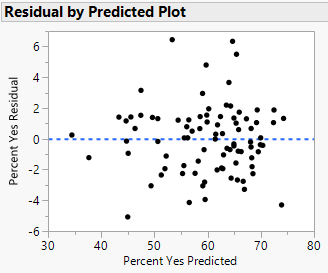 Residual by Predicted Plot
6
4
2
0
-2
-4
-6
Percent Yes Residual
30 40 50 60 70 80
Percent Yes Predicted